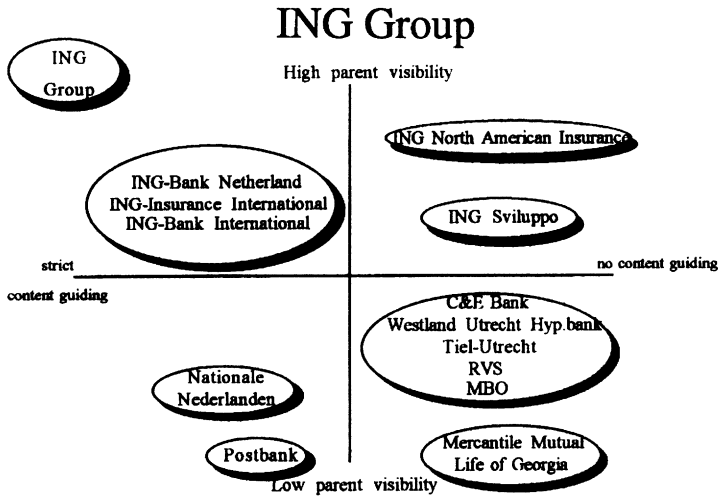 ING Group
ING
Group
High parent visibility
ING North American Insurance
ING-Bank Netherland
ING-Insurance International
ING-Bank International
ING Sviluppo
strict
content guiding
no content guiding
C&E Bank
Westland Utrecht Hyp.bank
Tiel-Utrecht
RVS
MBO
Nationale
Nederlanden
Postbank
Mercantile Mutual
Life of Georgia
Low parent visibility